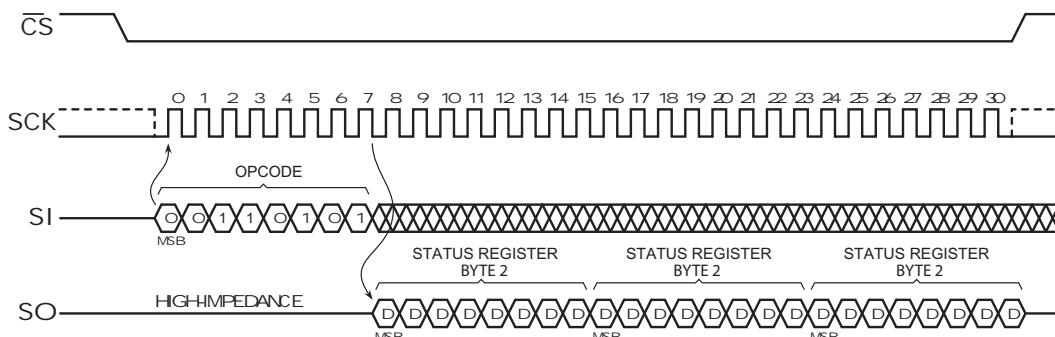 CS
0 1 2 3 4 5 6 7 8 9 10 11 12 13 14 15 16 17 18 19 20 21 22 23 24 25 26 27 28 29 30
SCK
OPCODE
SI 0 0 1 1 0 1 0 1
MSB
STATUS REGISTER BYTE 2
STATUS REGISTER BYTE 2
STATUS REGISTER BYTE 2
HIGH-IMPEDANCE
SO D D D D D D D D D D D D D D D D D D D D D D D D
MSB MSB MSB